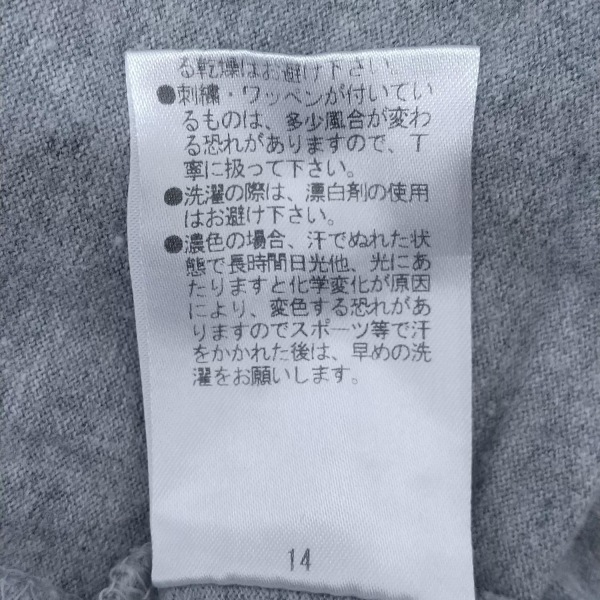 る乾燥はお避け下さい。
●刺繍・ワッペンが付いてい
るものは、多少風合が変わ
る恐れがありますので、丁
寧に扱って下さい。
●洗濯の際は、漂白剤の使用
はお避け下さい。
●濃色の場合、汗でぬれた状
態で長時間日光他、光にあ
たりますと化学変化が原因
により、変色する恐れがあ
りますのでスポーツ等で汗
をかかれた後は、早めの洗
濯をお願いします。
14